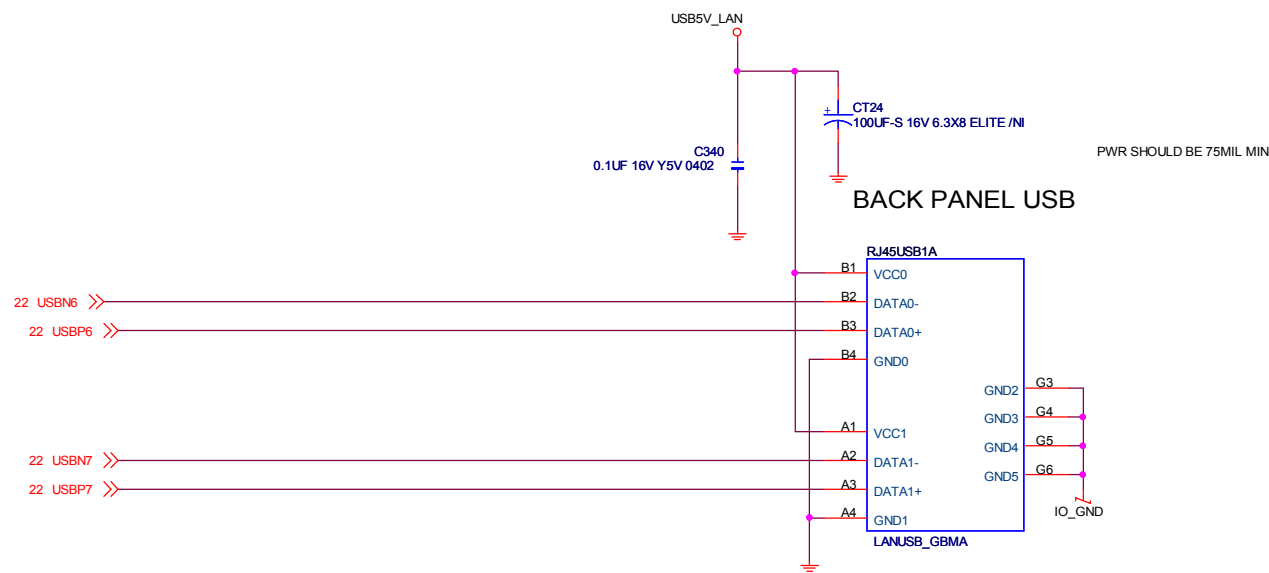 USB5V_LAN
+
CT24
100UF-S 16V 6.3X8 ELITE /NI
C340
0.1UF 16V Y5V 0402
PWR SHOULD BE 75MIL MIN
BACK PANEL USB
RJ45USB1A
B1 VCC0
22 USBN6 B2 DATA0-
22 USBP6 B3 DATA0+
B4 GND0
GND2 G3
GND3 G4
A1 VCC1
GND4 G5
22 USBN7 A2 DATA1-
GND5 G6
22 USBP7 A3 DATA1+
IO_GND
A4 GND1
LANUSB_GBMA